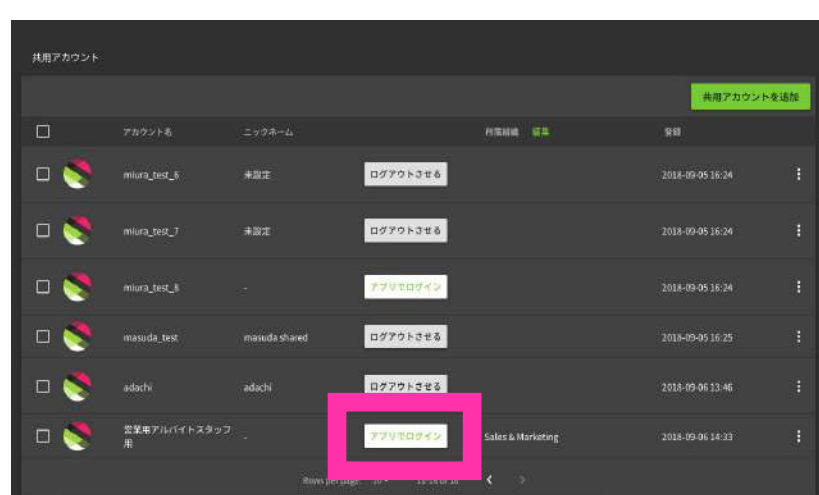 共用アカウント
共用アカウントを追加
アカウント名 ニックネーム 所属組織 編集 登録
miura_test_6 未設定 ログアウトさせる 2018-09-05 16:24
miura_test_7 未設定 ログアウトさせる 2018-09-05 16:24
miura_test_8 - アプリでログイン 2018-09-05 16:24
masuda_test masuda shared ログアウトさせる 2018-09-05 16:25
adachi adachi ログアウトさせる 2018-09-06 13:46
営業用アルバイトスタッフ
用 - アプリでログイン Sales & Marketing 2018-09-06 14:33
Rows per page: